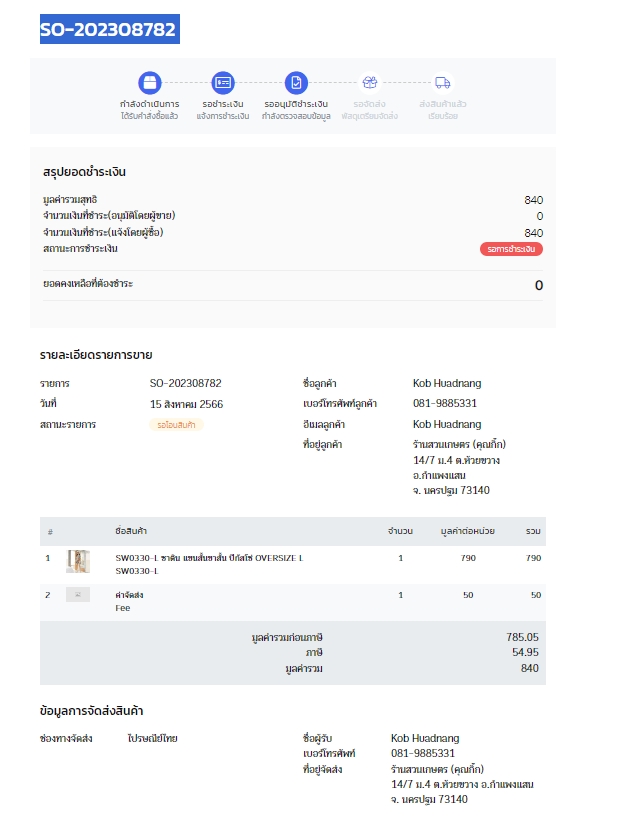 SO-202308782
กำลังดำเนินการ
ได้รับคำสั่งซื้อแล้ว
รอชำระเงิน
แจ้งการชำระเงิน
รออนุมัติชำระเงิน
กำลังตรวจสอบข้อมูล
รอจัดส่ง
พัสดุเตรียมจัดส่ง
ส่งสินค้าแล้ว
เรียบร้อย
สรุปยอดชำระเงิน
มูลค่ารวมสุทธิ 840
จำนวนเงินที่ชำระ(อนุมัติโดยผู้ขาย) 0
จำนวนเงินที่ชำระ(แจ้งโดยผู้ซื้อ) 840
สถานะการชำระเงิน รอการชำระเงิน
ยอดคงเหลือที่ต้องชำระ 0
รายละเอียดรายการขาย
รายการ SO-202308782
วันที่ 15 สิงหาคม 2566
สถานะรายการ รอโอนสินค้า
ชื่อลูกค้า Kob Huadnang
เบอร์โทรศัพท์ลูกค้า 081-9885331
อีเมลลูกค้า Kob Huadnang
ที่อยู่ลูกค้า ร้านสวนเกษตร (คุณกิ๊ก)
14/7 ม.4 ต.ห้วยขวาง
อ.กำแพงแสน
จ. นครปฐม 73140
# ชื่อสินค้า จำนวน มูลค่าต่อหน่วย รวม
1 SW0330-L ซาติน แขนสั้นขาสั้น ปิกัสโซ่ OVERSIZE L 1 790 790
SW0330-L
2 ค่าจัดส่ง 1 50 50
Fee
มูลค่ารวมก่อนภาษี 785.05
ภาษี 54.95
มูลค่ารวม 840
ข้อมูลการจัดส่งสินค้า
ช่องทางจัดส่ง ไปรษณีย์ไทย
ชื่อผู้รับ Kob Huadnang
เบอร์โทรศัพท์ 081-9885331
ที่อยู่จัดส่ง ร้านสวนเกษตร (คุณกิ๊ก)
14/7 ม.4 ต.ห้วยขวาง อ.กำแพงแสน
จ. นครปฐม 73140